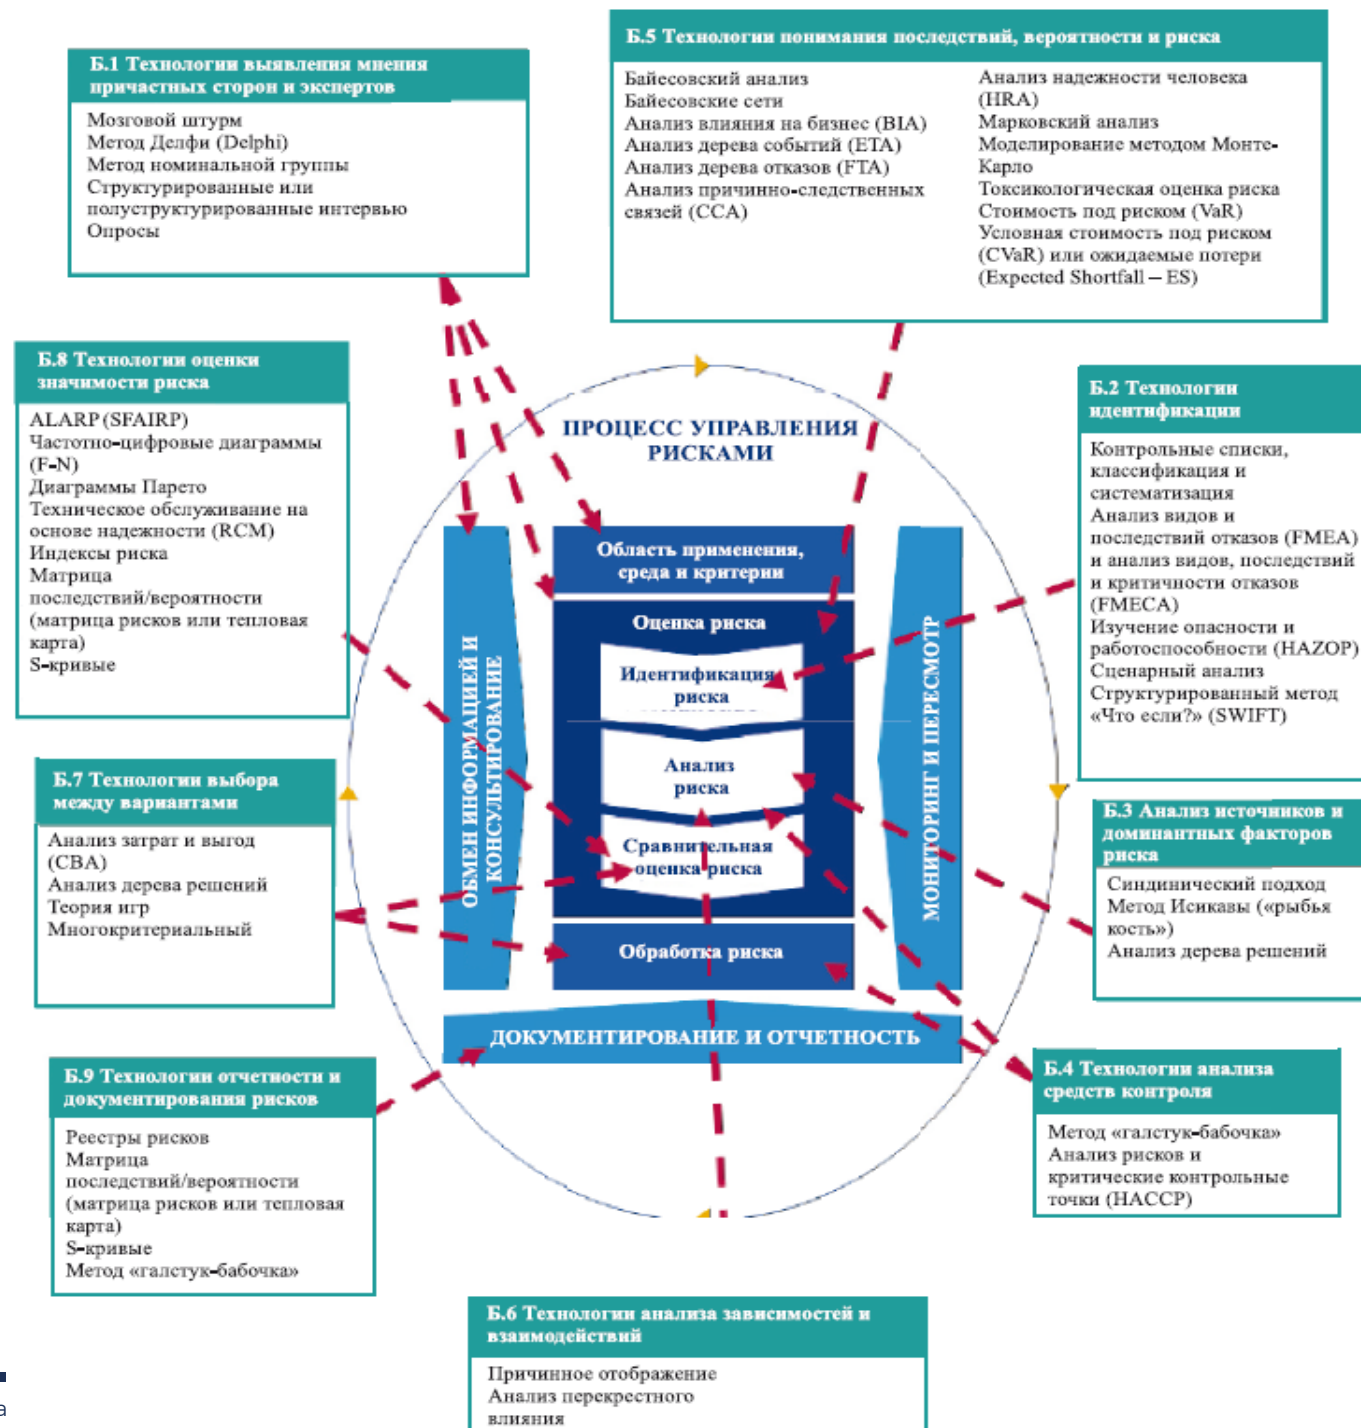 Б.1 Технологии выявления мнения
причастных сторон и экспертов
Мозговой штурм
Метод Делфи (Delphi)
Метод номинальной группы
Структурированные или
полуструктурированные интервью
Опросы
Б.5 Технологии понимания последствий, вероятности и риска
Байесовский анализ
Байесовские сети
Анализ влияния на бизнес (BIA)
Анализ дерева событий (ETA)
Анализ дерева отказов (FTA)
Анализ причинно-следственных
связей (CCA)
Анализ надежности человека
(HRA)
Марковский анализ
Моделирование методом Монте-
Карло
Токсикологическая оценка риска
Стоимость под риском (VaR)
Условная стоимость под риском
(CVaR) или ожидаемые потери
(Expected Shortfall – ES)
Б.8 Технологии оценки
значимости риска
ALARP (SFAIRP)
Частотно-цифровые диаграммы
(F-N)
Диаграммы Парето
Техническое обслуживание на
основе надежности (RCM)
Индексы риска
Матрица
последствий/вероятности
(матрица рисков или тепловая
карта)
S-кривые
ПРОЦЕСС УПРАВЛЕНИЯ
РИСКАМИ
ОБМЕН ИНФОРМАЦИЕЙ И
КОНСУЛЬТИРОВАНИЕ
Область применения,
среда и критерии
Оценка риска
Идентификация
риска
Анализ
риска
Сравнительная
оценка риска
Обработка риска
МОНИТОРИНГ И ПЕРЕСМОТР
ДОКУМЕНТИРОВАНИЕ И ОТЧЕТНОСТЬ
Б.2 Технологии
идентификации
Контрольные списки,
классификация и
систематизация
Анализ видов и
последствий отказов (FMEA)
и анализ видов, последствий
и критичности отказов
(FMECA)
Изучение опасности и
работоспособности (HAZOP)
Сценарный анализ
Структурированный метод
«Что если?» (SWIFT)
Б.7 Технологии выбора
между вариантами
Анализ затрат и выгод
(CBA)
Анализ дерева решений
Теория игр
Многокритериальный
Б.3 Анализ источников и
доминантных факторов
риска
Синдинический подход
Метод Исикавы («рыбья
кость»)
Анализ дерева решений
Б.9 Технологии отчетности и
документирования рисков
Реестры рисков
Матрица
последствий/вероятности
(матрица рисков или тепловая
карта)
S-кривые
Метод «галстук-бабочка»
Б.4 Технологии анализа
средств контроля
Метод «галстук-бабочка»
Анализ рисков и
критические контрольные
точки (HACCP)
Б.6 Технологии анализа зависимостей и
взаимодействий
Причинное отображение
Анализ перекрестного
влияния
а